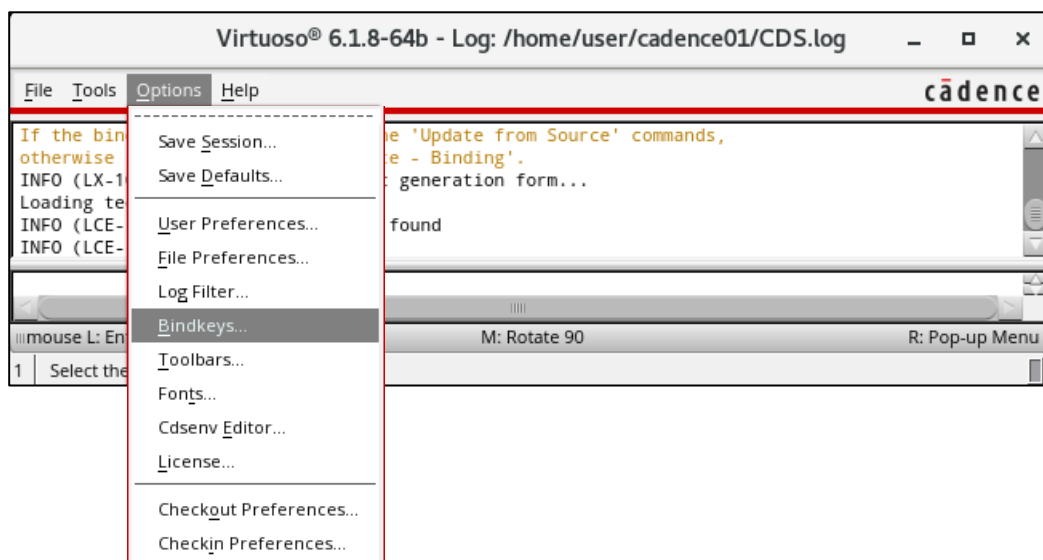 Virtuoso® 6.1.8-64b - Log: /home/user/cadence01/CDS.log
File Tools Options Help
cādence
If the bin
e 'Update from Source' commands,
otherwise
e - Binding'.
INFO (LX-1
generation form...
Loading te
INFO (LCE-
found
INFO (LCE-
Save Session...
Save Defaults...
User Preferences...
File Preferences...
Log Filter...
Bindkeys...
Toolbars...
Fonts...
Cdsenv Editor...
License...
Checkout Preferences...
Checkin Preferences...
mouse L: En
M: Rotate 90
R: Pop-up Menu
1
Select the